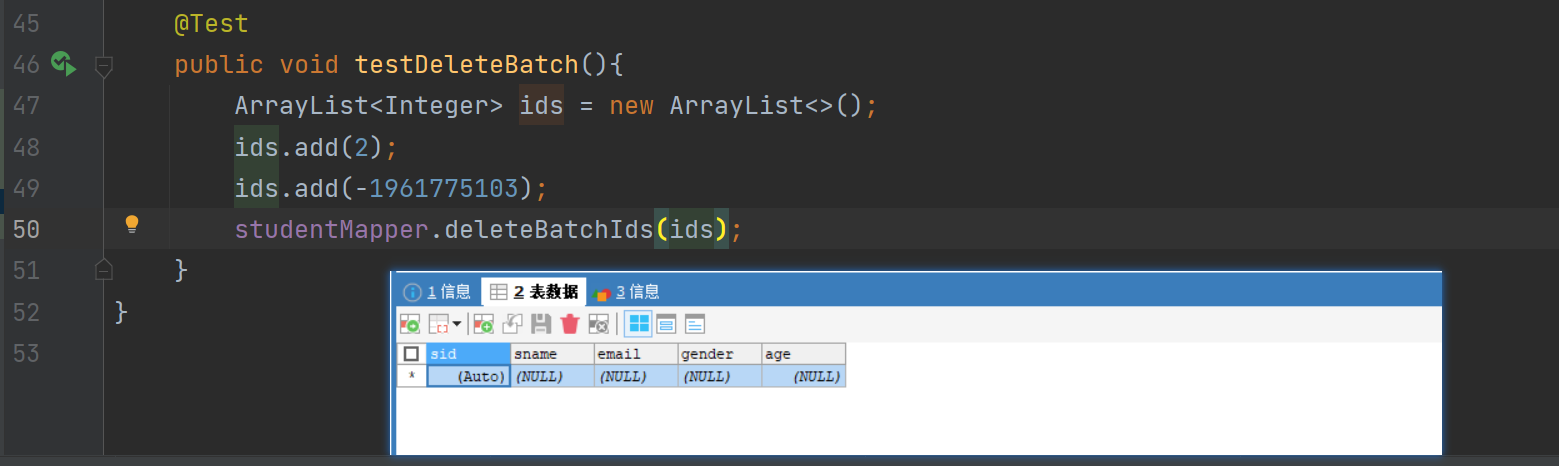 45 @Test
46 public void testDeleteBatch(){
47 ArrayList<Integer> ids = new ArrayList<>();
48 ids.add(2);
49 ids.add(-1961775103);
50 studentMapper.deleteBatchIds(ids);
51 }
52 }
53
1 信息 2 表数据 3 信息
sid sname email gender age
* (Auto) (NULL) (NULL) (NULL) (NULL)